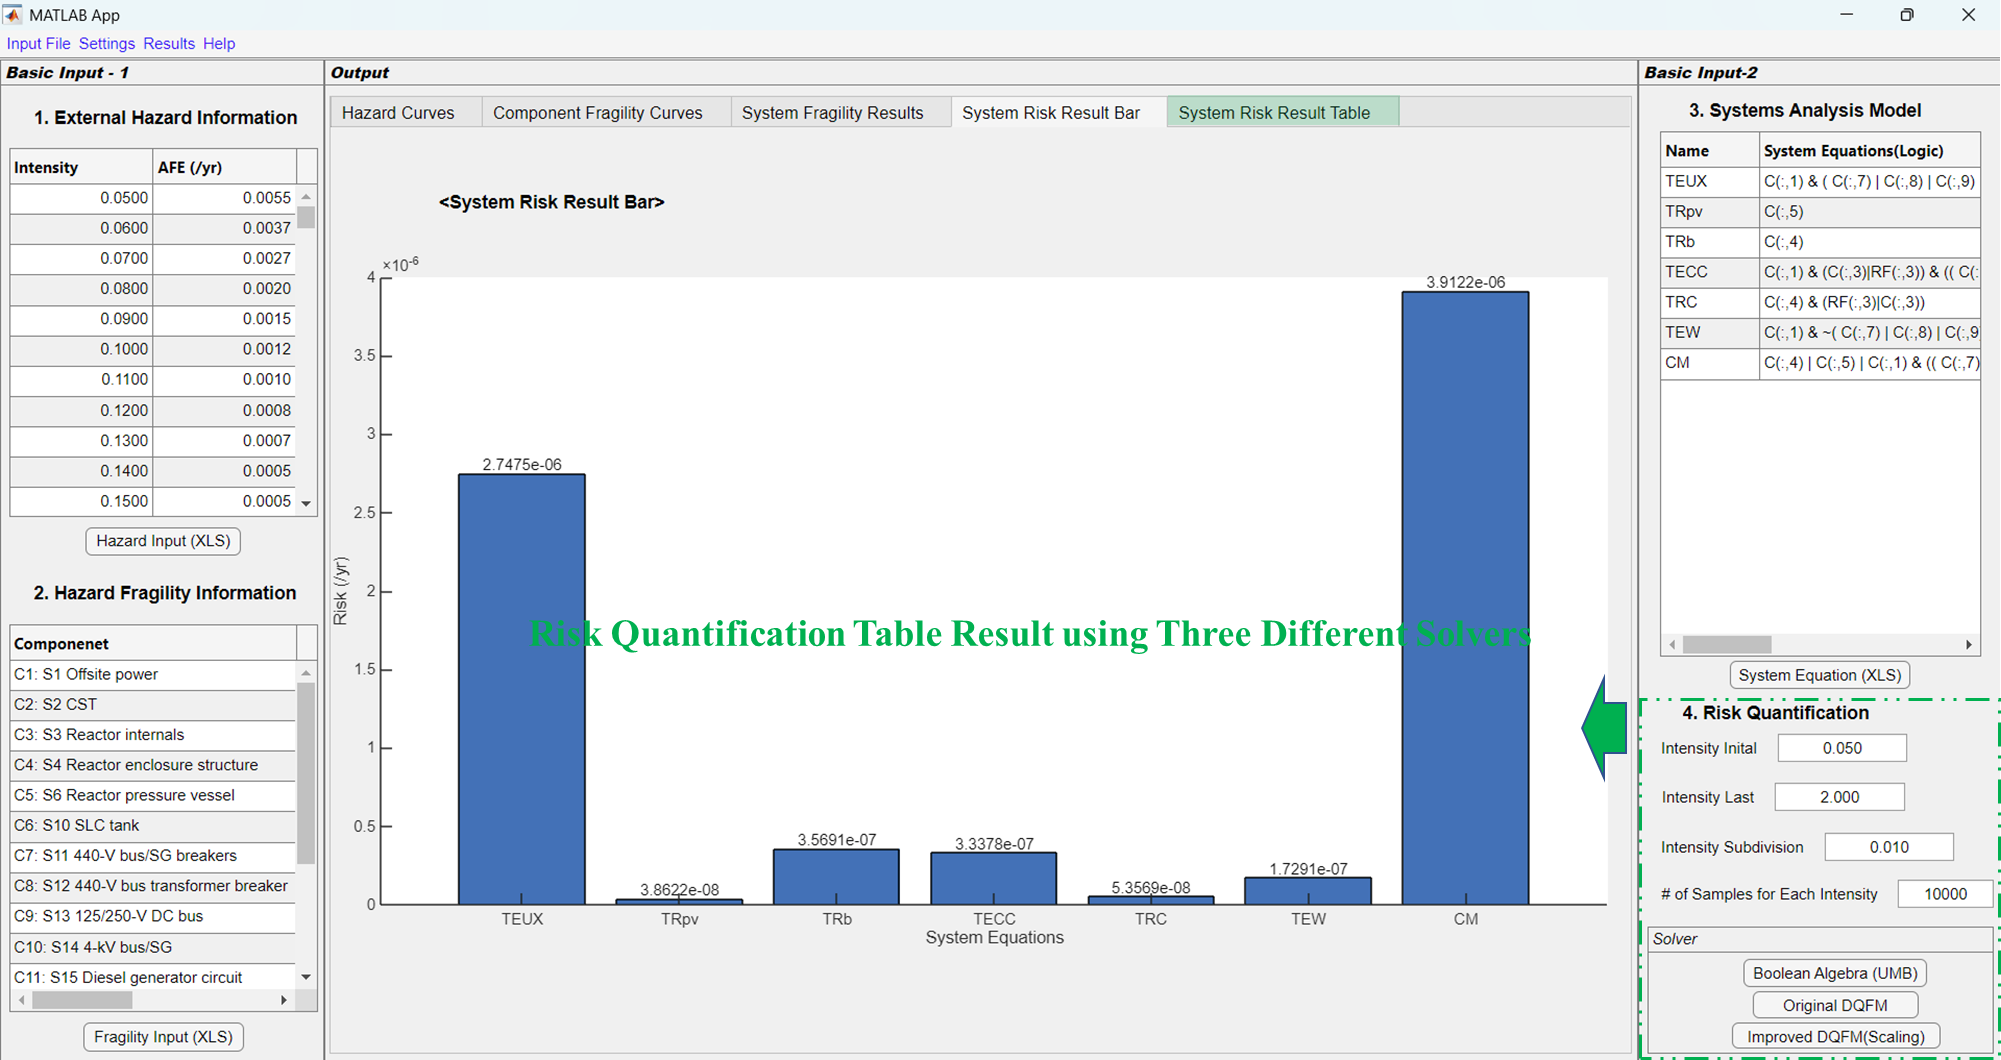 MATLAB App
Input File Settings Results Help
Basic Input - 1
1. External Hazard Information
Intensity AFE (/yr)
0.0500 0.0055
0.0600 0.0037
0.0700 0.0027
0.0800 0.0020
0.0900 0.0015
0.1000 0.0012
0.1100 0.0010
0.1200 0.0008
0.1300 0.0007
0.1400 0.0005
0.1500 0.0005
Hazard Input (XLS)
2. Hazard Fragility Information
Componenet
C1: S1 Offsite power
C2: S2 CST
C3: S3 Reactor internals
C4: S4 Reactor enclosure structure
C5: S6 Reactor pressure vessel
C6: S10 SLC tank
C7: S11 440-V bus/SG breakers
C8: S12 440-V bus transformer breaker
C9: S13 125/250-V DC bus
C10: S14 4-kV bus/SG
C11: S15 Diesel generator circuit
Fragility Input (XLS)
Output
Hazard Curves Component Fragility Curves System Fragility Results System Risk Result Bar System Risk Result Table
<System Risk Result Bar>
×10-6
4
3.5
3
2.5
2
1.5
1
0.5
0
Risk (/yr)
2.7475e-06
3.8622e-08
3.5691e-07
3.3378e-07
5.3569e-08
1.7291e-07
3.9122e-06
Risk Quantification Table Result using Three Different Solvers
TEUX TRpv TRb TECC TRC TEW CM
System Equations
Basic Input-2
3. Systems Analysis Model
Name System Equations(Logic)
TEUX C(:,1) & ( C(:,7) | C(:,8) | C(:,9)
TRpv C(:,5)
TRb C(:,4)
TECC C(:,1) & (C(:,3)|RF(:,3)) & (( C(:
TRC C(:,4) & (RF(:,3)|C(:,3))
TEW C(:,1) & ~( C(:,7) | C(:,8) | C(:,9
CM C(:,4) | C(:,5) | C(:,1) & (( C(:,7)
System Equation (XLS)
4. Risk Quantification
Intensity Inital 0.050
Intensity Last 2.000
Intensity Subdivision 0.010
# of Samples for Each Intensity 10000
Solver
Boolean Algebra (UMB)
Original DQFM
Improved DQFM(Scaling)